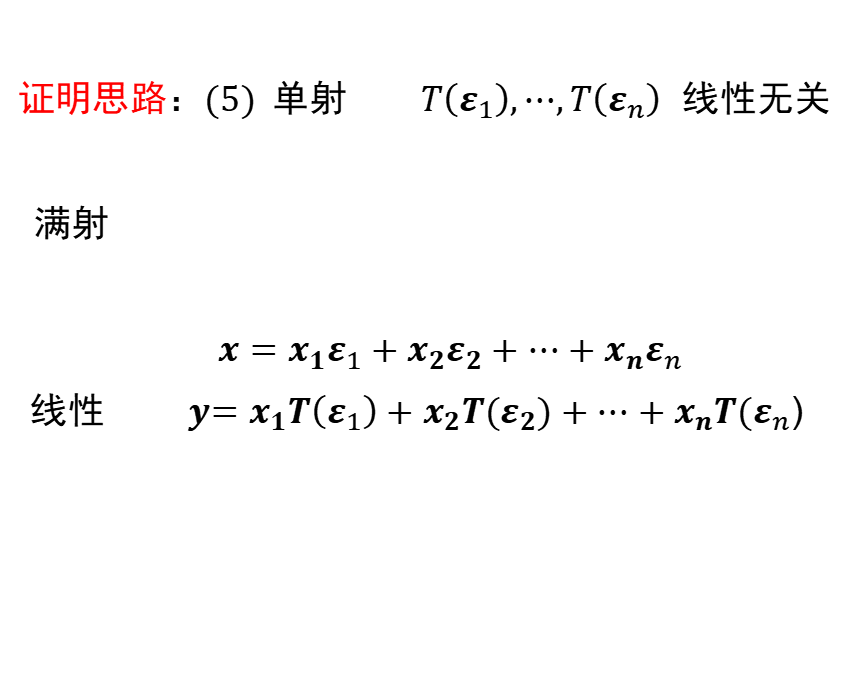 证明思路：(5) 单射 T(ε₁),⋯,T(εₙ) 线性无关
满射
x = x₁ε₁ + x₂ε₂ + ⋯ + xₙεₙ
线性 y= x₁T(ε₁) + x₂T(ε₂) + ⋯ + xₙT(εₙ)